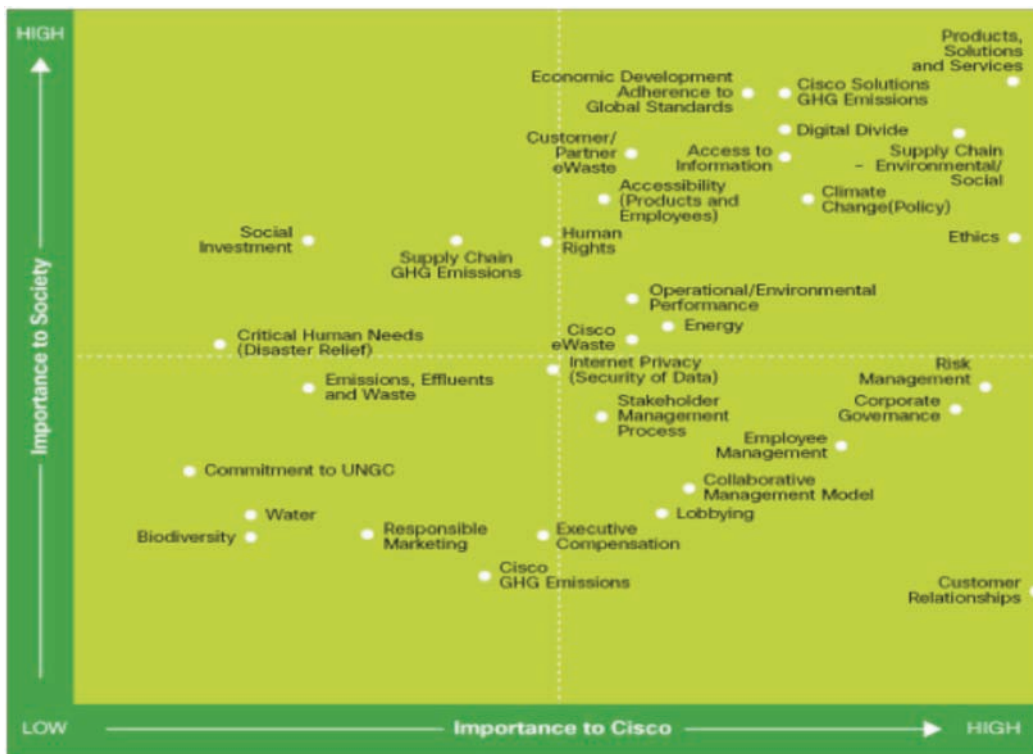 HIGH
Products,
Solutions
and Services
Economic Development
Adherence to
Global Standards
Cisco Solutions
GHG Emissions
Digital Divide
Customer/
Partner
eWaste
Access to
Information
Supply Chain
– Environmental/
Social
Accessibility
(Products and
Employees)
Climate
Change(Policy)
Social
Investment
Supply Chain
GHG Emissions
Human
Rights
Ethics
Operational/Environmental
Performance
Energy
Cisco
eWaste
Critical Human Needs
(Disaster Relief)
Internet Privacy
(Security of Data)
Risk
Management
Emissions, Effluents
and Waste
Stakeholder
Management
Process
Corporate
Governance
Employee
Management
Commitment to UNGC
Collaborative
Management Model
Lobbying
Water
Biodiversity
Responsible
Marketing
Executive
Compensation
Cisco
GHG Emissions
Customer
Relationships
Importance to Society
LOW
Importance to Cisco
HIGH